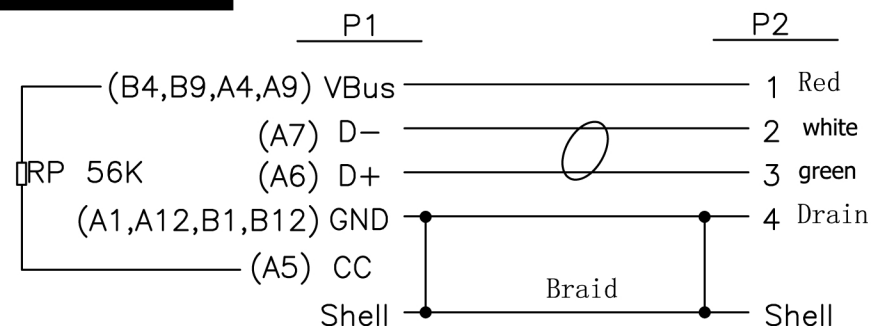 P1 P2
(B4,B9,A4,A9) VBus 1 Red
(A7) D− 2 white
RP 56K (A6) D+ 3 green
(A1,A12,B1,B12) GND 4 Drain
(A5) CC
Braid
Shell Shell